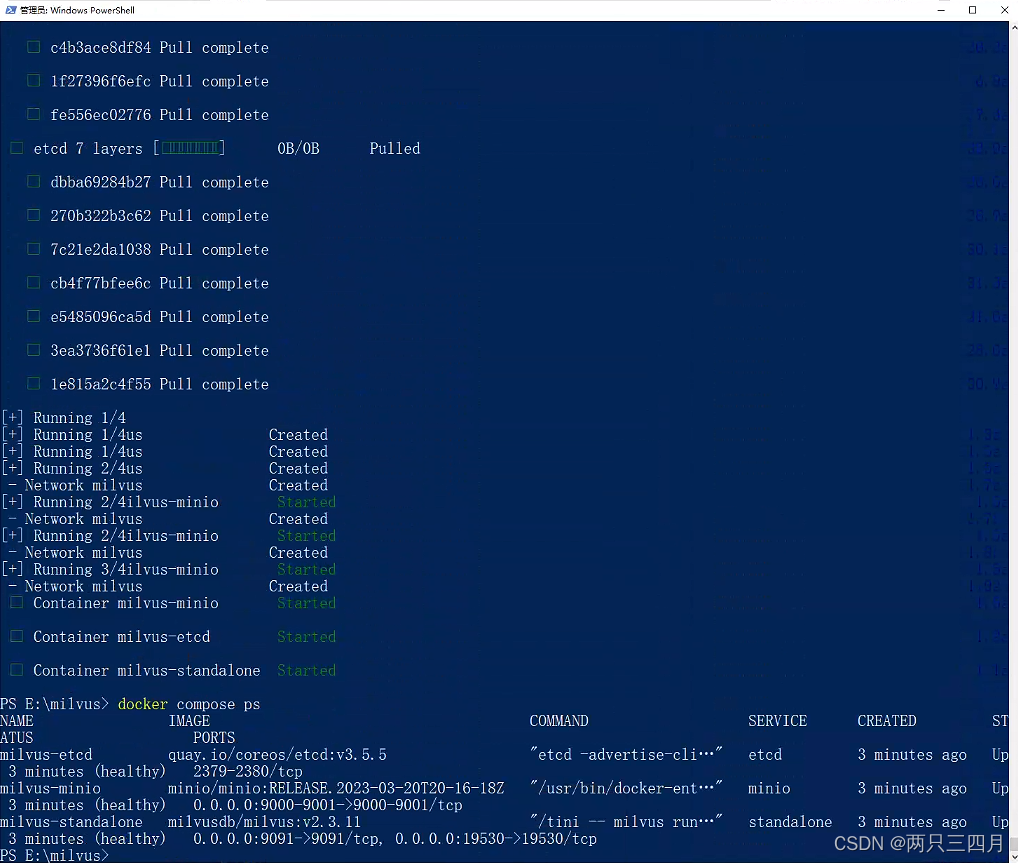 管理员: Windows PowerShell
c4b3ace8df84 Pull complete
1f27396f6efc Pull complete
fe556ec02776 Pull complete
etcd 7 layers [] 0B/0B Pulled
dbba69284b27 Pull complete
270b322b3c62 Pull complete
7c21e2da1038 Pull complete
cb4f77bfee6c Pull complete
e5485096ca5d Pull complete
3ea3736f61e1 Pull complete
1e815a2c4f55 Pull complete
[+] Running 1/4
[+] Running 1/4us Created
[+] Running 1/4us Created
[+] Running 2/4us Created
- Network milvus Created
[+] Running 2/4ilvus-minio Started
- Network milvus Created
[+] Running 2/4ilvus-minio Started
- Network milvus Created
[+] Running 3/4ilvus-minio Started
- Network milvus Created
Container milvus-minio Started
Container milvus-etcd Started
Container milvus-standalone Started
PS E:\milvus> docker compose ps
NAME IMAGE COMMAND SERVICE CREATED ST
ATUS PORTS
milvus-etcd quay.io/coreos/etcd:v3.5.5 "etcd -advertise-cli…" etcd 3 minutes ago Up
3 minutes (healthy) 2379-2380/tcp
milvus-minio minio/minio:RELEASE.2023-03-20T20-16-18Z "/usr/bin/docker-ent…" minio 3 minutes ago Up
3 minutes (healthy) 0.0.0.0:9000-9001->9000-9001/tcp
milvus-standalone milvusdb/milvus:v2.3.11 "/tini -- milvus run…" standalone 3 minutes ago Up
3 minutes (healthy) 0.0.0.0:9091->9091/tcp, 0.0.0.0:19530->19530/tcp
PS E:\milvus>
CSDN @两只三四月